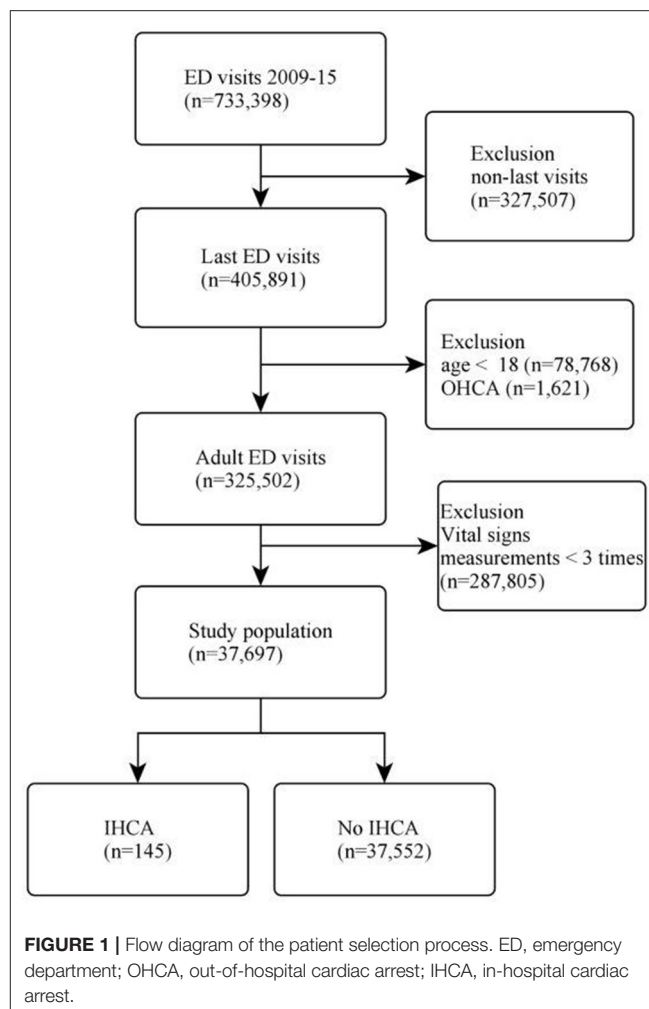 ED visits 2009-15
(n=733,398)
Exclusion
non-last visits
(n=327,507)
Last ED visits
(n=405,891)
Exclusion
age < 18 (n=78,768)
OHCA (n=1,621)
Adult ED visits
(n=325,502)
Exclusion
Vital signs
measurements < 3 times
(n=287,805)
Study population
(n=37,697)
IHCA
(n=145)
No IHCA
(n=37,552)
FIGURE 1 | Flow diagram of the patient selection process. ED, emergency
department; OHCA, out-of-hospital cardiac arrest; IHCA, in-hospital cardiac
arrest.